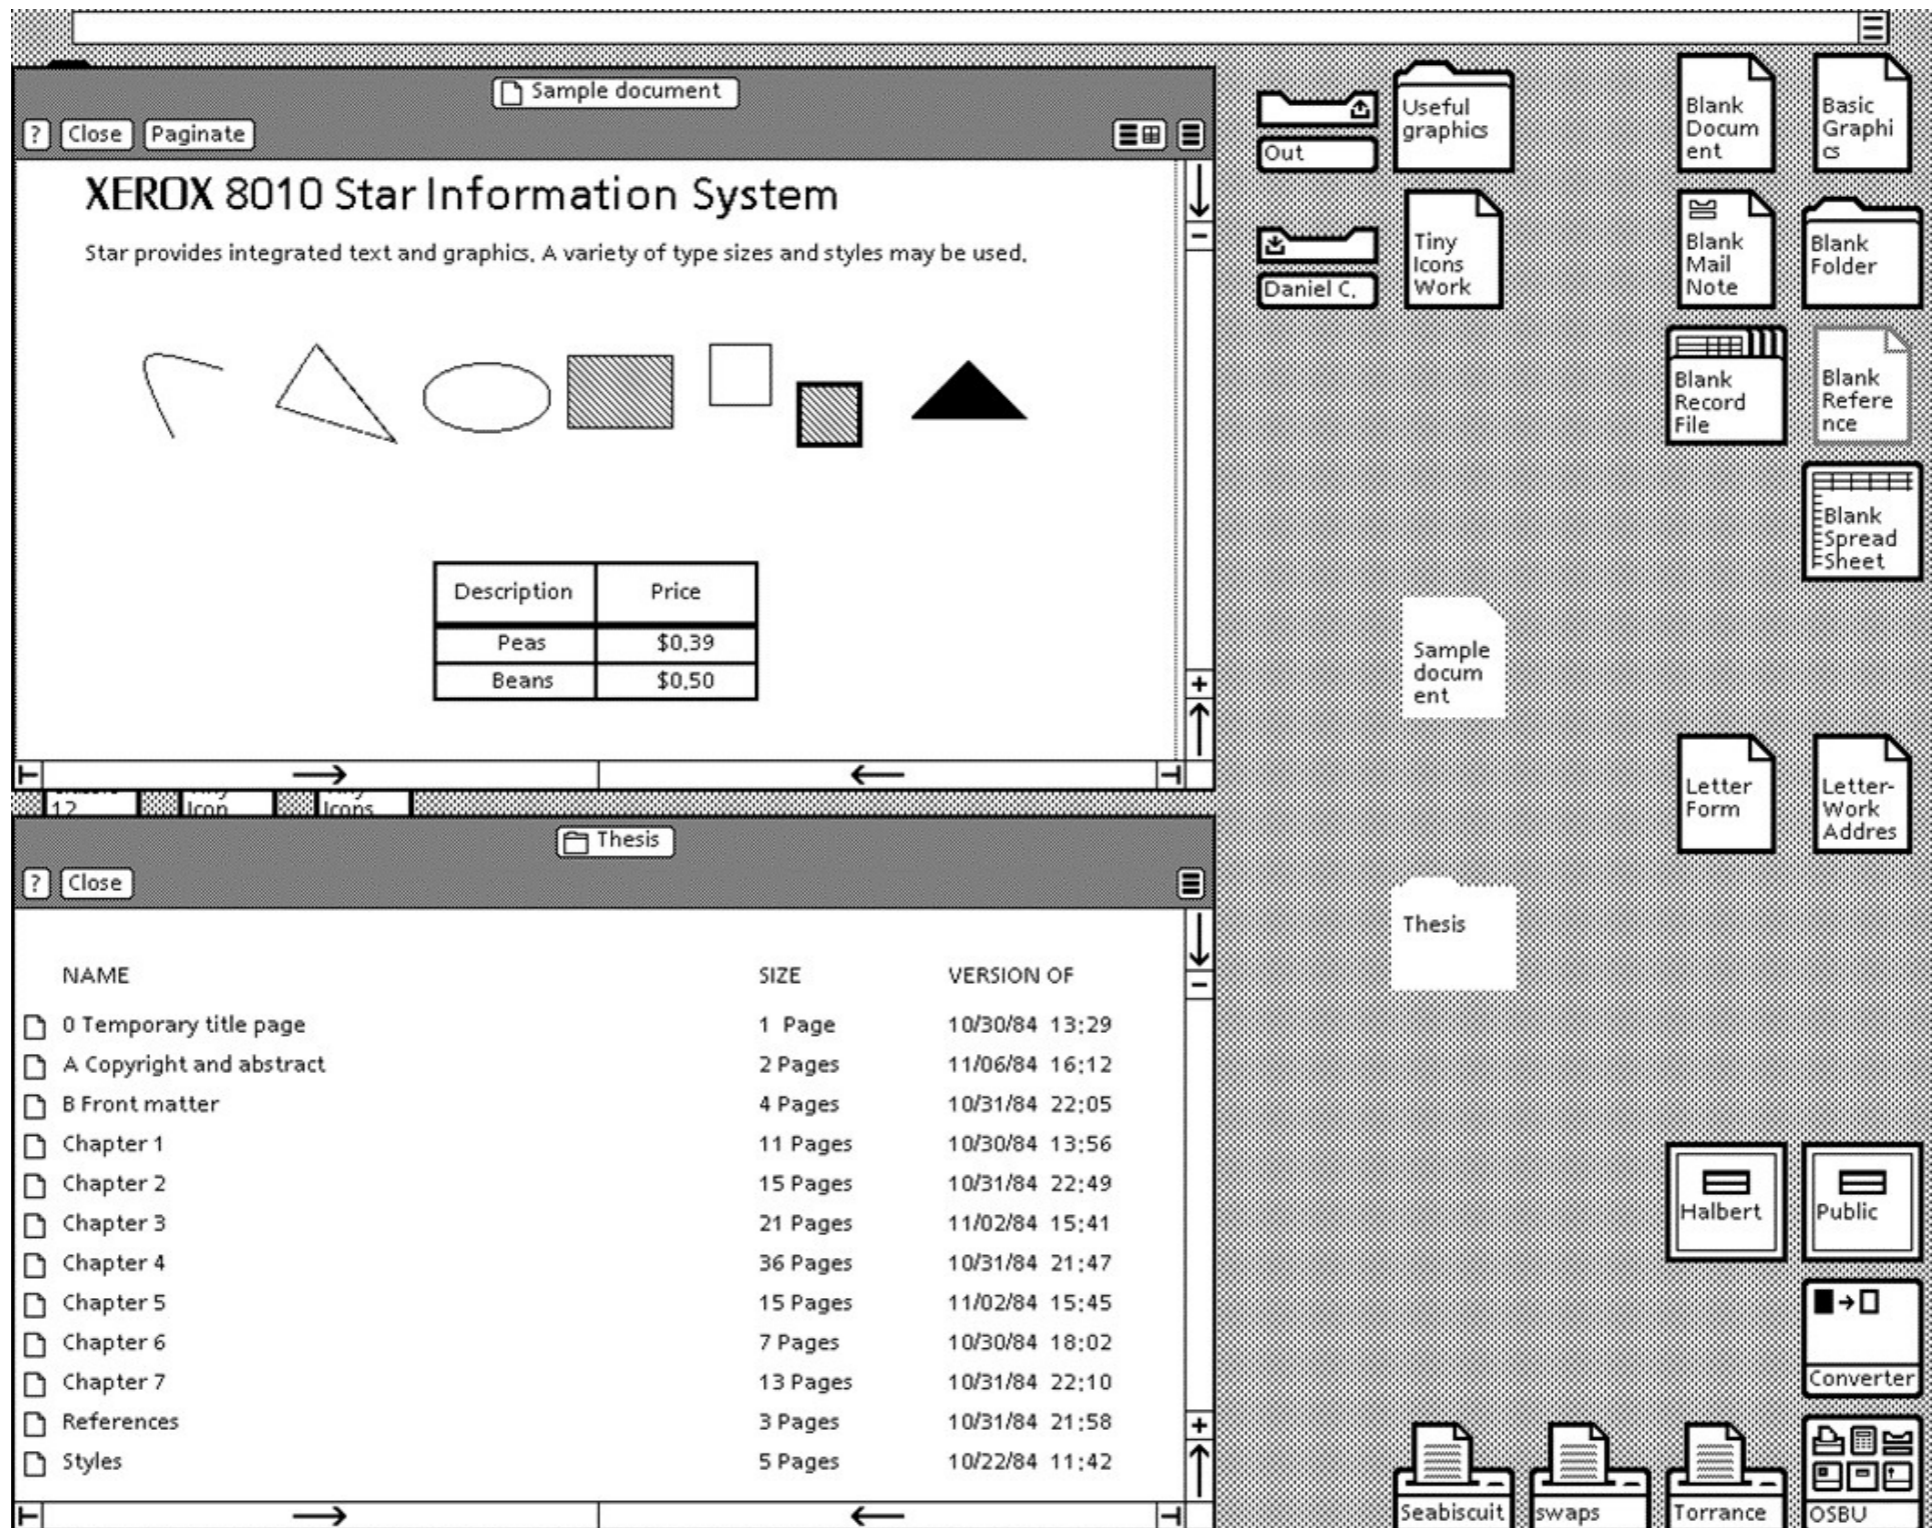 Sample document
? Close Paginate
XEROX 8010 Star Information System
Star provides integrated text and graphics. A variety of type sizes and styles may be used.
Description Price
Peas $0.39
Beans $0.50
12 Icon Icons
Thesis
? Close
NAME SIZE VERSION OF
0 Temporary title page 1 Page 10/30/84 13:29
A Copyright and abstract 2 Pages 11/06/84 16:12
B Front matter 4 Pages 10/31/84 22:05
Chapter 1 11 Pages 10/30/84 13:56
Chapter 2 15 Pages 10/31/84 22:49
Chapter 3 21 Pages 11/02/84 15:41
Chapter 4 36 Pages 10/31/84 21:47
Chapter 5 15 Pages 11/02/84 15:45
Chapter 6 7 Pages 10/30/84 18:02
Chapter 7 13 Pages 10/31/84 22:10
References 3 Pages 10/31/84 21:58
Styles 5 Pages 10/22/84 11:42
Out
Useful
graphics
Blank
Docum
ent
Basic
Graphi
cs
Daniel C.
Tiny
Icons
Work
Blank
Mail
Note
Blank
Folder
Blank
Record
File
Blank
Refere
nce
Blank
Spread
Sheet
Sample
docum
ent
Letter
Form
Letter-
Work
Addres
Thesis
Halbert
Public
Converter
Seabiscuit
swaps
Torrance
OSBU